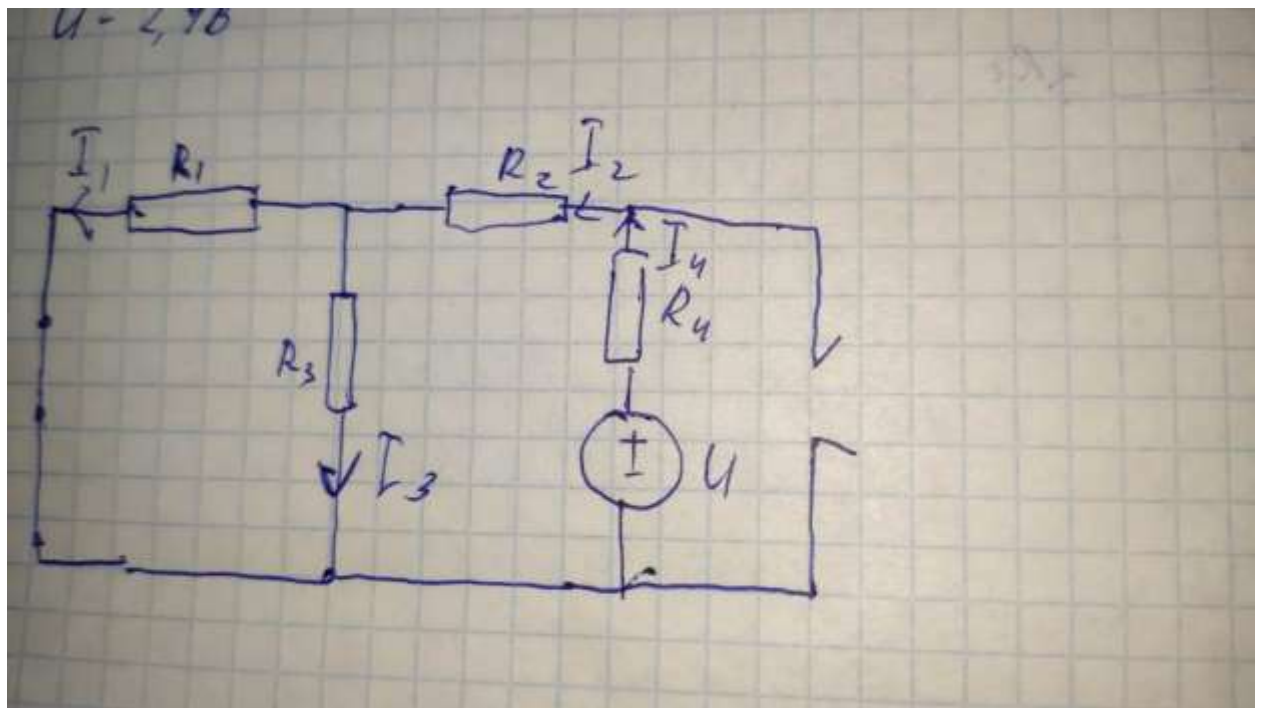 I₁ R₁ R₂ I₂
I₄
R₄
R₃
I₃ + U